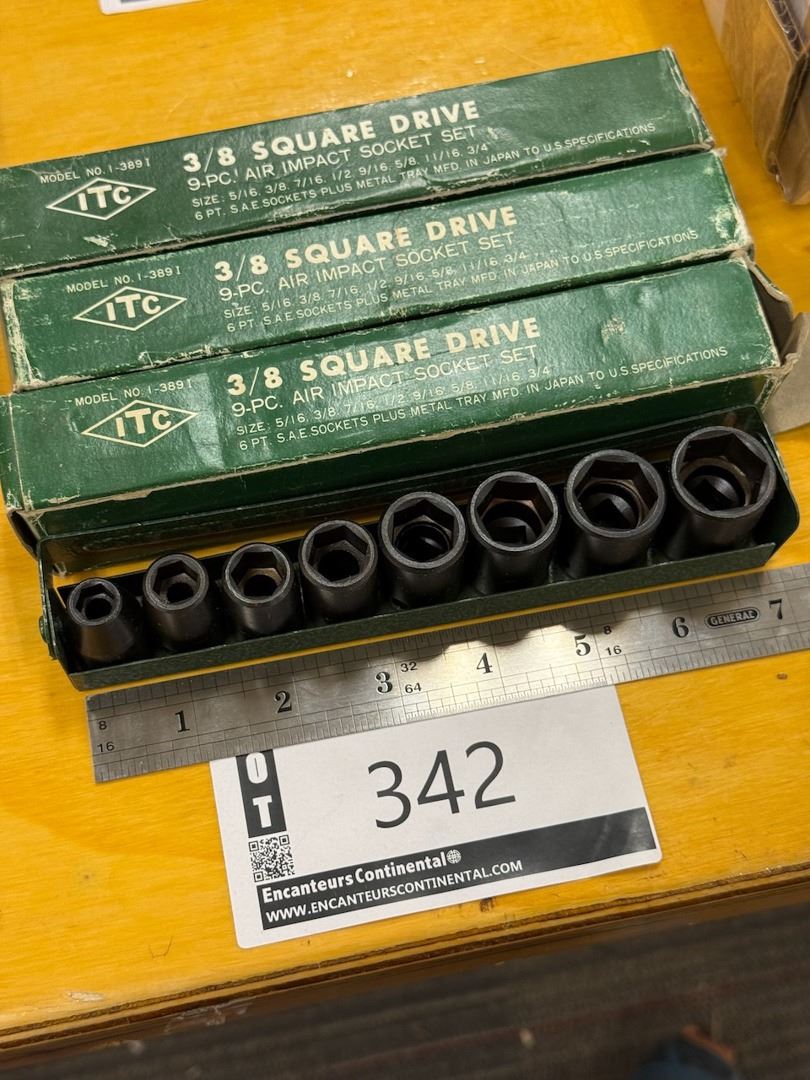 MODEL NO. I-3891
ITC
3/8 SQUARE DRIVE
9-PC. AIR IMPACT SOCKET SET
SIZE: 5/16. 3/8. 7/16. 1/2. 9/16. 5/8. 11/16. 3/4
6 PT. S.A.E. SOCKETS PLUS METAL TRAY MFD. IN JAPAN TO U.S. SPECIFICATIONS
MODEL NO. I-3891
ITC
3/8 SQUARE DRIVE
9-PC. AIR IMPACT SOCKET SET
SIZE: 5/16. 3/8. 7/16. 1/2. 9/16. 5/8. 11/16. 3/4
6 PT. S.A.E. SOCKETS PLUS METAL TRAY MFD. IN JAPAN TO U.S. SPECIFICATIONS
MODEL NO. I-3891
ITC
3/8 SQUARE DRIVE
9-PC. AIR IMPACT SOCKET SET
SIZE: 5/16. 3/8. 7/16. 1/2. 9/16. 5/8. 11/16. 3/4
6 PT. S.A.E. SOCKETS PLUS METAL TRAY MFD. IN JAPAN TO U.S. SPECIFICATIONS
8 1 2 3 32 4 5 8 6 GENERAL 7
16 64 16
OT
342
Encanteurs Continental
WWW.ENCANTEURSCONTINENTAL.COM